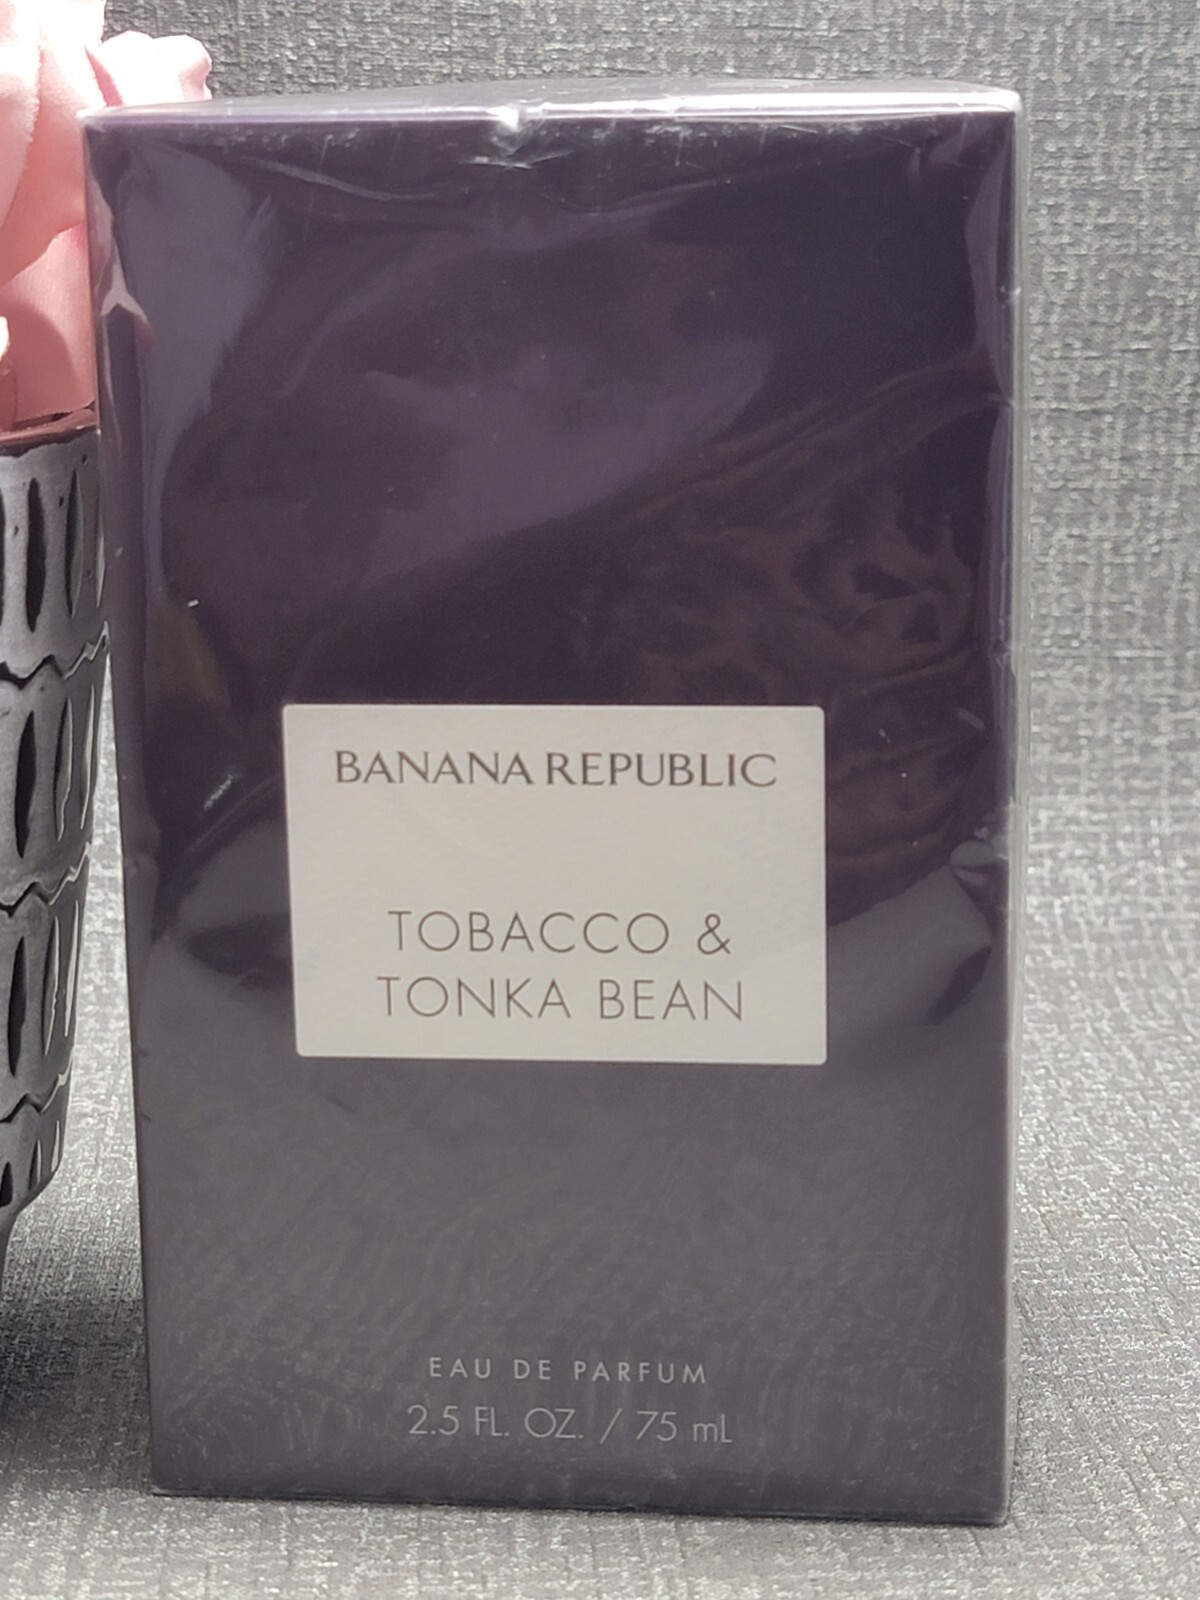 BANANA REPUBLIC
TOBACCO &
TONKA BEAN
EAU DE PARFUM
2.5 FL. OZ. / 75 mL